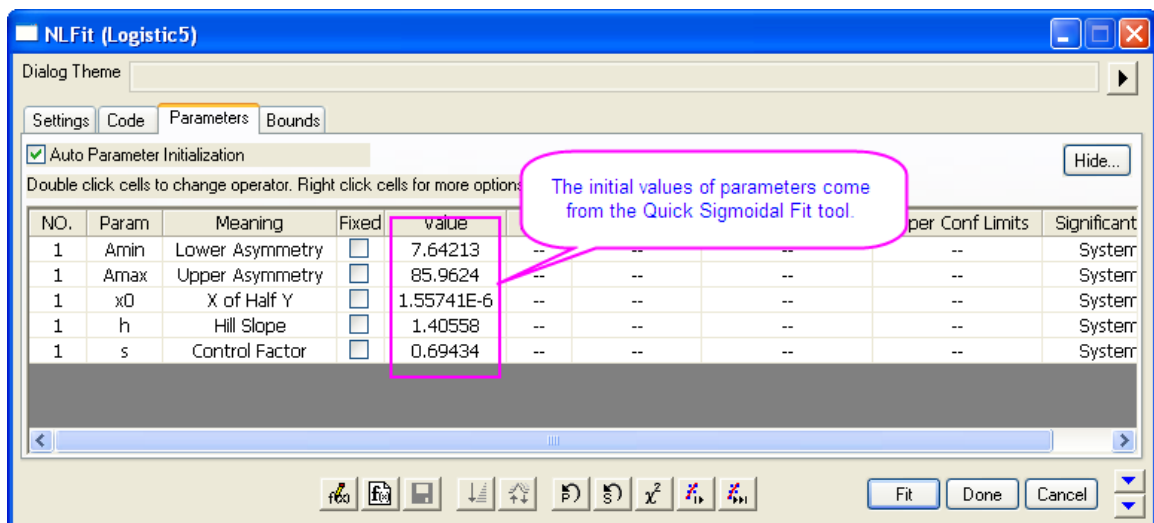 NLFit (Logistic5)
Dialog Theme
Settings Code Parameters Bounds
Auto Parameter Initialization
Hide...
Double click cells to change operator. Right click cells for more option
The initial values of parameters come
from the Quick Sigmoidal Fit tool.
NO. Param Meaning Fixed Value per Conf Limits Significant
1 Amin Lower Asymmetry 7.64213 -- -- -- -- System
1 Amax Upper Asymmetry 85.9624 -- -- -- -- System
1 x0 X of Half Y 1.55741E-6 -- -- -- -- System
1 h Hill Slope 1.40558 -- -- -- -- System
1 s Control Factor 0.69434 -- -- -- -- System
Fit Done Cancel